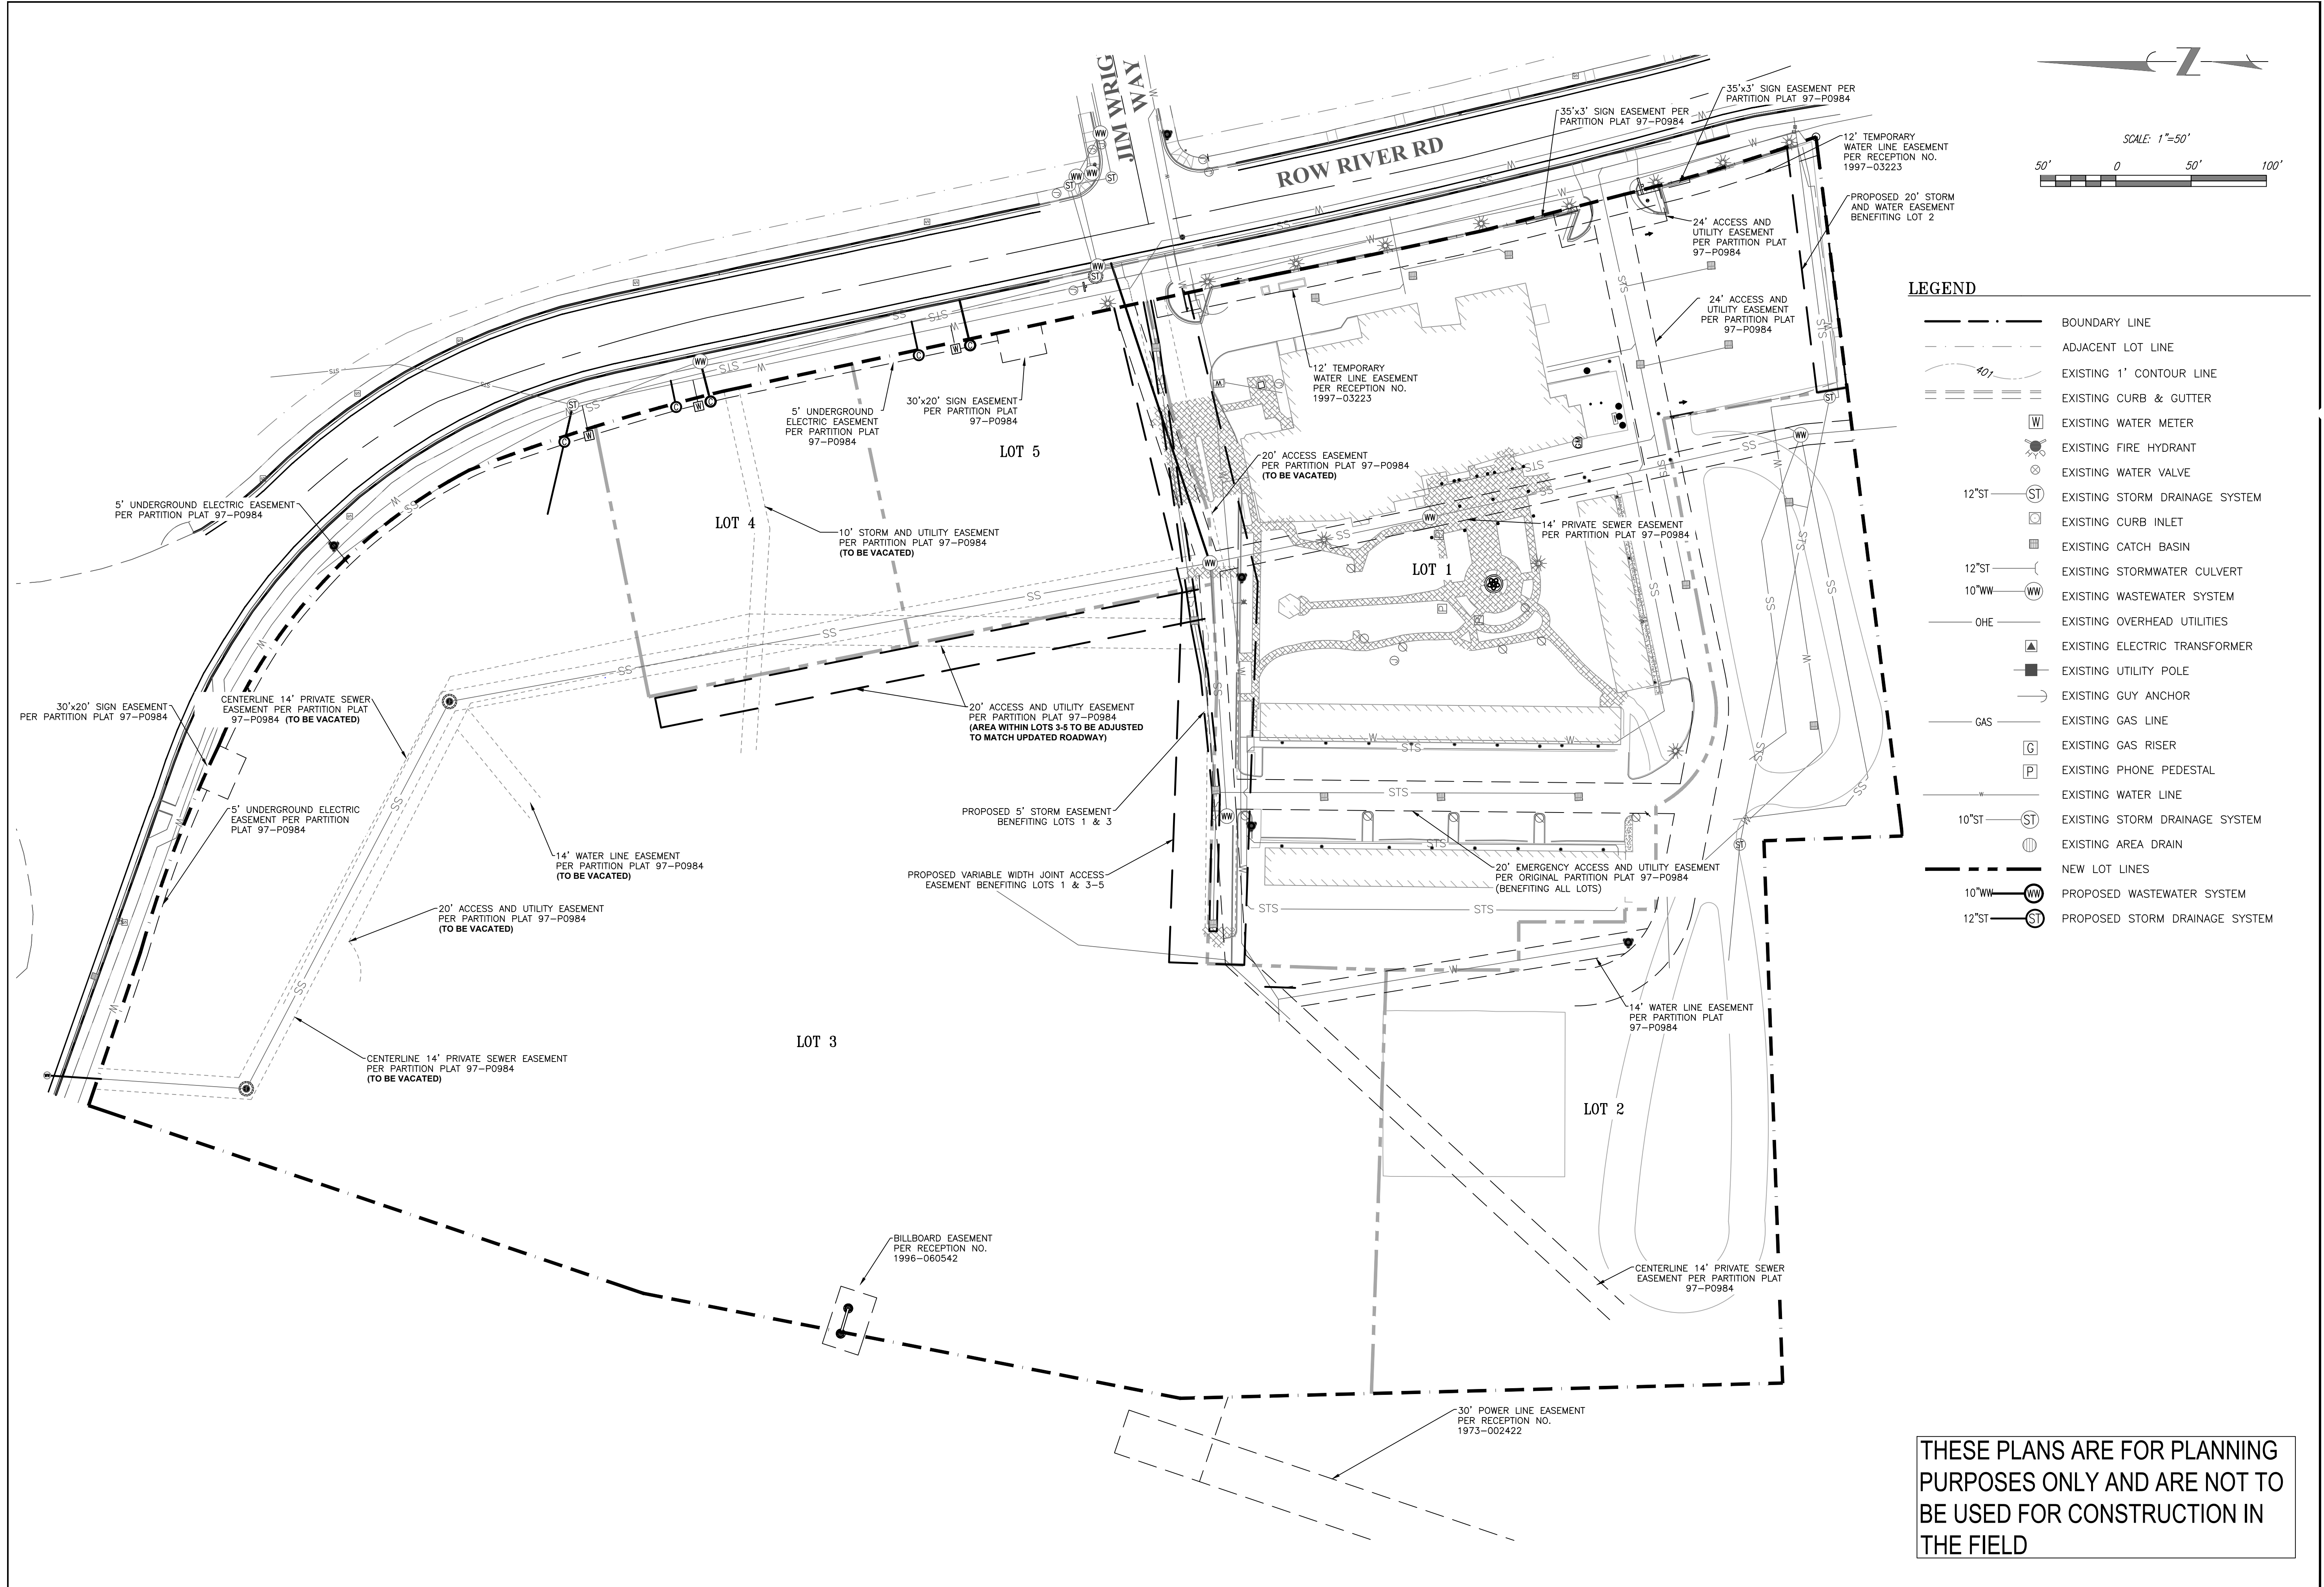 JIM WRIG
WAY
ROW RIVER RD
35'x3' SIGN EASEMENT PER
PARTITION PLAT 97-P0984
35'x3' SIGN EASEMENT PER
PARTITION PLAT 97-P0984
12' TEMPORARY
WATER LINE EASEMENT
PER RECEPTION NO.
1997-03223
PROPOSED 20' STORM
AND WATER EASEMENT
BENEFITING LOT 2
24' ACCESS AND
UTILITY EASEMENT
PER PARTITION PLAT
97-P0984
24' ACCESS AND
UTILITY EASEMENT
PER PARTITION PLAT
97-P0984
12' TEMPORARY
WATER LINE EASEMENT
PER RECEPTION NO.
1997-03223
5' UNDERGROUND
ELECTRIC EASEMENT
PER PARTITION PLAT
97-P0984
30'x20' SIGN EASEMENT
PER PARTITION PLAT
97-P0984
LOT 5
20' ACCESS EASEMENT
PER PARTITION PLAT 97-P0984
(TO BE VACATED)
5' UNDERGROUND ELECTRIC EASEMENT
PER PARTITION PLAT 97-P0984
LOT 4
10' STORM AND UTILITY EASEMENT
PER PARTITION PLAT 97-P0984
(TO BE VACATED)
14' PRIVATE SEWER EASEMENT
PER PARTITION PLAT 97-P0984
LOT 1
30'x20' SIGN EASEMENT
PER PARTITION PLAT 97-P0984
CENTERLINE 14' PRIVATE SEWER
EASEMENT PER PARTITION PLAT
97-P0984 (TO BE VACATED)
20' ACCESS AND UTILITY EASEMENT
PER PARTITION PLAT 97-P0984
(AREA WITHIN LOTS 3-5 TO BE ADJUSTED
TO MATCH UPDATED ROADWAY)
5' UNDERGROUND ELECTRIC
EASEMENT PER PARTITION
PLAT 97-P0984
PROPOSED 5' STORM EASEMENT
BENEFITING LOTS 1 & 3
14' WATER LINE EASEMENT
PER PARTITION PLAT 97-P0984
(TO BE VACATED)
PROPOSED VARIABLE WIDTH JOINT ACCESS
EASEMENT BENEFITING LOTS 1 & 3-5
20' EMERGENCY ACCESS AND UTILITY EASEMENT
PER ORIGINAL PARTITION PLAT 97-P0984
(BENEFITING ALL LOTS)
20' ACCESS AND UTILITY EASEMENT
PER PARTITION PLAT 97-P0984
(TO BE VACATED)
14' WATER LINE EASEMENT
PER PARTITION PLAT
97-P0984
LOT 3
CENTERLINE 14' PRIVATE SEWER EASEMENT
PER PARTITION PLAT 97-P0984
(TO BE VACATED)
LOT 2
BILLBOARD EASEMENT
PER RECEPTION NO.
1996-060542
CENTERLINE 14' PRIVATE SEWER
EASEMENT PER PARTITION PLAT
97-P0984
30' POWER LINE EASEMENT
PER RECEPTION NO.
1973-002422
Z
SCALE: 1"=50'
50' 0 50' 100'
LEGEND
BOUNDARY LINE
ADJACENT LOT LINE
401 EXISTING 1' CONTOUR LINE
EXISTING CURB & GUTTER
W EXISTING WATER METER
EXISTING FIRE HYDRANT
EXISTING WATER VALVE
12"ST ST EXISTING STORM DRAINAGE SYSTEM
EXISTING CURB INLET
EXISTING CATCH BASIN
12"ST EXISTING STORMWATER CULVERT
10"WW WW EXISTING WASTEWATER SYSTEM
OHE EXISTING OVERHEAD UTILITIES
EXISTING ELECTRIC TRANSFORMER
EXISTING UTILITY POLE
EXISTING GUY ANCHOR
GAS EXISTING GAS LINE
G EXISTING GAS RISER
P EXISTING PHONE PEDESTAL
W EXISTING WATER LINE
10"ST ST EXISTING STORM DRAINAGE SYSTEM
EXISTING AREA DRAIN
NEW LOT LINES
10"WW WW PROPOSED WASTEWATER SYSTEM
12"ST ST PROPOSED STORM DRAINAGE SYSTEM
THESE PLANS ARE FOR PLANNING
PURPOSES ONLY AND ARE NOT TO
BE USED FOR CONSTRUCTION IN
THE FIELD